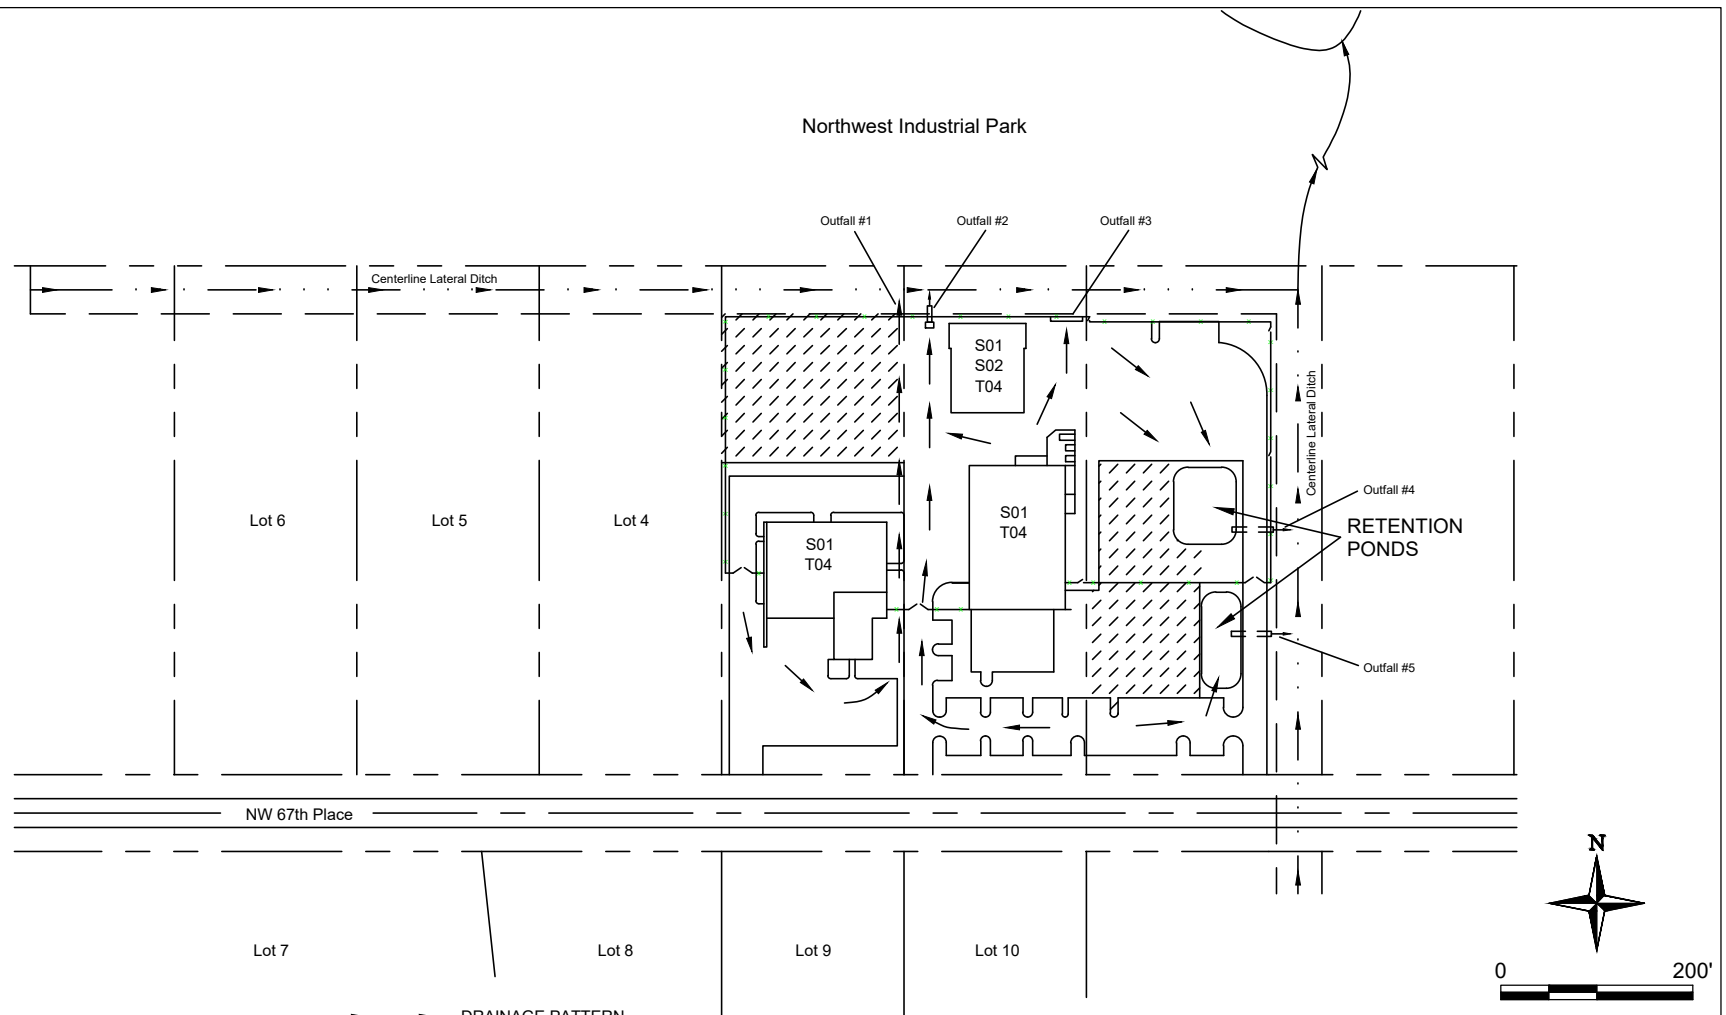 Northwest Industrial Park
Outfall #1
Outfall #2
Outfall #3
Centerline Lateral Ditch
S01
S02
T04
Centerline Lateral Ditch
Outfall #4
RETENTION
PONDS
Lot 6
Lot 5
Lot 4
S01
T04
S01
T04
Outfall #5
NW 67th Place
N
Lot 7
Lot 8
Lot 9
Lot 10
0
200'
DRAINAGE PATTERN